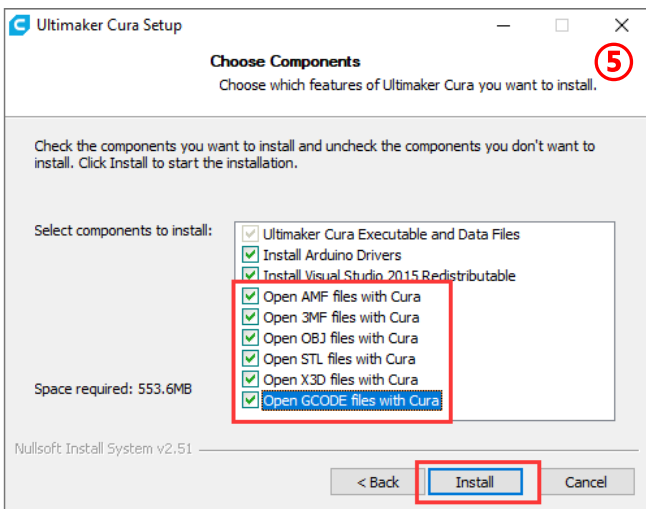 Ultimaker Cura Setup
Choose Components
Choose which features of Ultimaker Cura you want to install.
⑤
Check the components you want to install and uncheck the components you don't want to
install. Click Install to start the installation.
Select components to install:
Ultimaker Cura Executable and Data Files
Install Arduino Drivers
Install Visual Studio 2015 Redistributable
Open AMF files with Cura
Open 3MF files with Cura
Open OBJ files with Cura
Open STL files with Cura
Open X3D files with Cura
Open GCODE files with Cura
Space required: 553.6MB
Nullsoft Install System v2.51
< Back
Install
Cancel